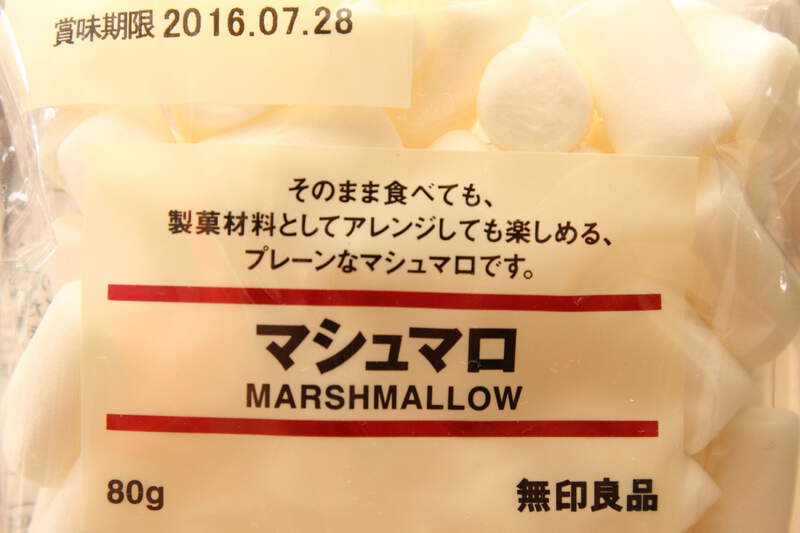 賞味期限 2016.07.28
そのまま食べても、
製菓材料としてアレンジしても楽しめる、
プレーンなマシュマロです。
マシュマロ
MARSHMALLOW
80g 無印良品